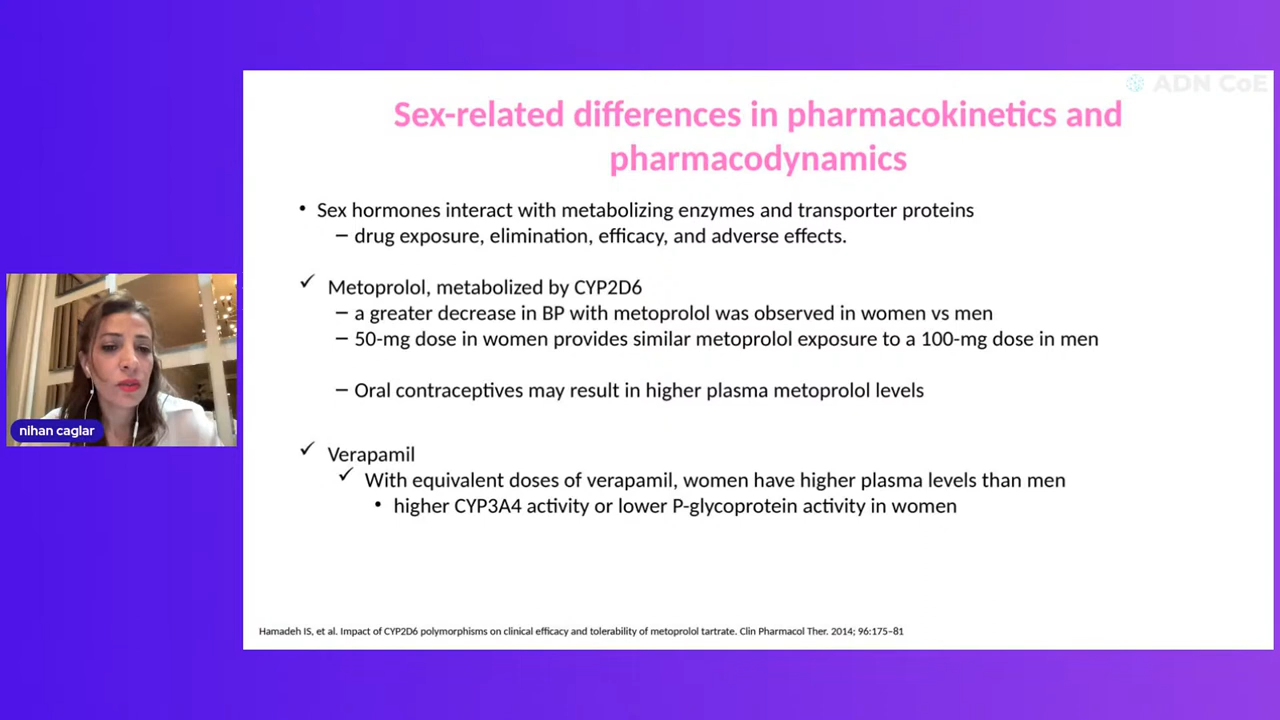 ADN CoE
Sex-related differences in pharmacokinetics and
pharmacodynamics
• Sex hormones interact with metabolizing enzymes and transporter proteins
– drug exposure, elimination, efficacy, and adverse effects.
✓ Metoprolol, metabolized by CYP2D6
– a greater decrease in BP with metoprolol was observed in women vs men
– 50-mg dose in women provides similar metoprolol exposure to a 100-mg dose in men
– Oral contraceptives may result in higher plasma metoprolol levels
✓ Verapamil
✓ With equivalent doses of verapamil, women have higher plasma levels than men
• higher CYP3A4 activity or lower P-glycoprotein activity in women
Hamadeh IS, et al. Impact of CYP2D6 polymorphisms on clinical efficacy and tolerability of metoprolol tartrate. Clin Pharmacol Ther. 2014; 96:175–81
nihan caglar